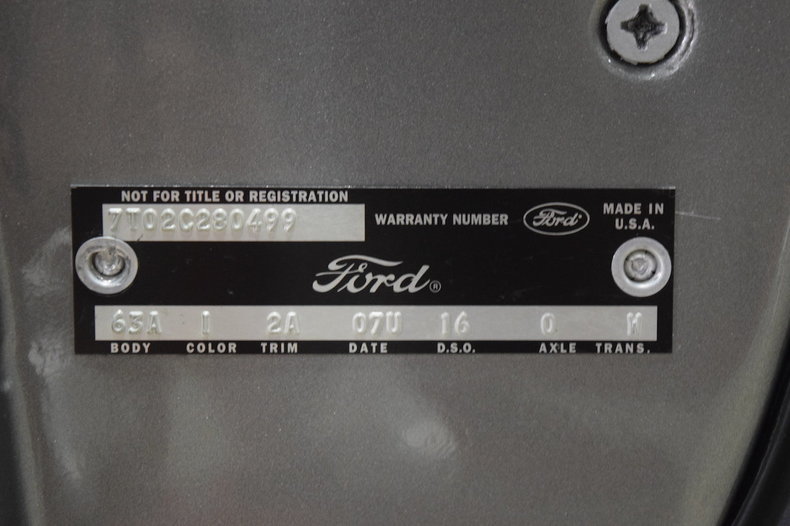 NOT FOR TITLE OR REGISTRATION
7T02C280499 WARRANTY NUMBER Ford MADE IN
U.S.A.
Ford®
63A I 2A 07U 16 0 M
BODY COLOR TRIM DATE D.S.O. AXLE TRANS.